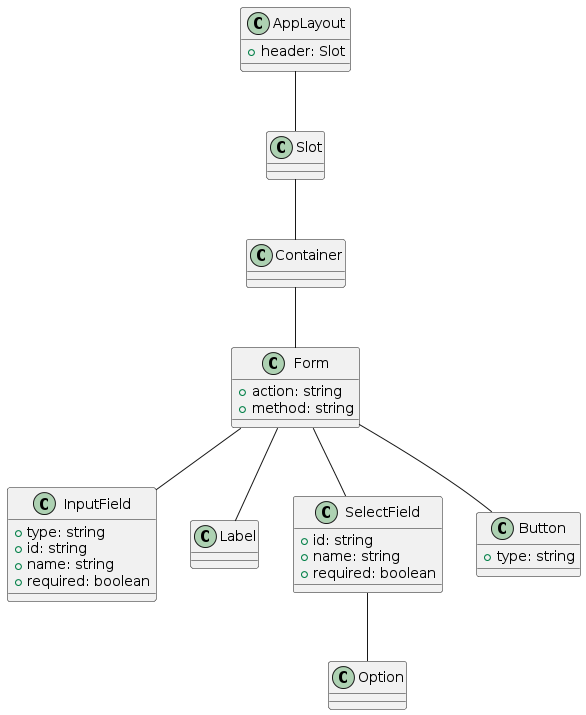 C AppLayout
header: Slot
C Slot
C Container
C Form
action: string
method: string
C InputField
type: string
id: string
name: string
required: boolean
C Label
C SelectField
id: string
name: string
required: boolean
C Button
type: string
C Option